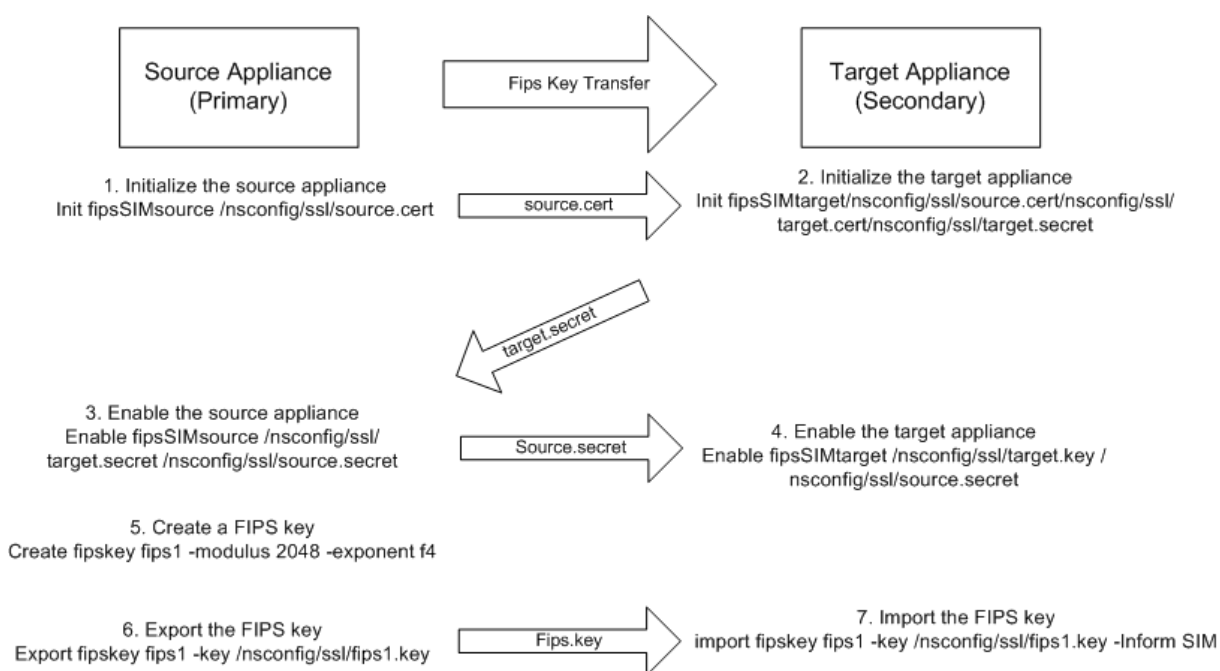 Source Appliance
(Primary)
Fips Key Transfer
Target Appliance
(Secondary)
1. Initialize the source appliance
Init fipsSIMsource /nsconfig/ssl/source.cert
source.cert
2. Initialize the target appliance
Init fipsSIMtarget/nsconfig/ssl/source.cert/nsconfig/ssl/
target.cert/nsconfig/ssl/target.secret
target.secret
3. Enable the source appliance
Enable fipsSIMsource /nsconfig/ssl/
target.secret /nsconfig/ssl/source.secret
Source.secret
4. Enable the target appliance
Enable fipsSIMtarget /nsconfig/ssl/target.key /
nsconfig/ssl/source.secret
5. Create a FIPS key
Create fipskey fips1 -modulus 2048 -exponent f4
6. Export the FIPS key
Export fipskey fips1 -key /nsconfig/ssl/fips1.key
Fips.key
7. Import the FIPS key
import fipskey fips1 -key /nsconfig/ssl/fips1.key -Inform SIM